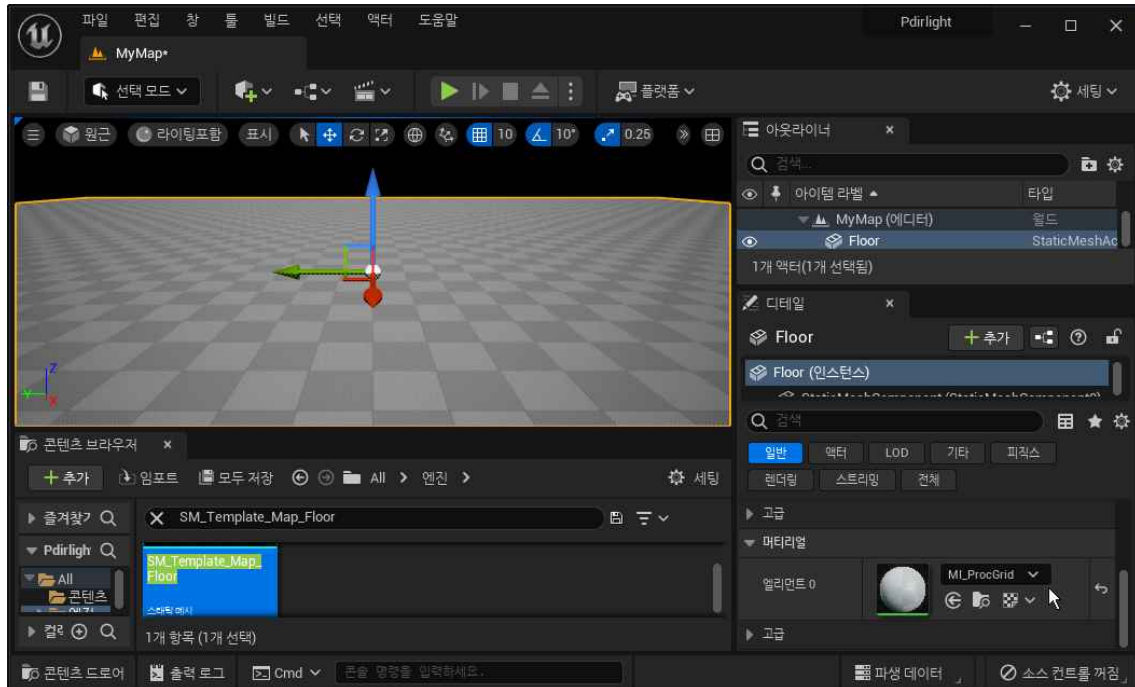 파일 편집 창 툴 빌드 선택 액터 도움말
Pdirlight
MyMap*
선택 모드
플랫폼
세팅
원근 라이팅포함 표시 10 10° 0.25
Z
Y
X
아웃라이너
검색...
아이템 라벨 타입
MyMap (에디터) 월드
Floor StaticMeshAc
1개 액터(1개 선택됨)
디테일
Floor
추가
Floor (인스턴스)
StaticMeshComponent (StaticMeshComponent0)
검색
일반 액터 LOD 기타 피직스
렌더링 스트리밍 전체
고급
머티리얼
엘리먼트 0
MI_ProcGrid
고급
콘텐츠 브라우저
추가 임포트 모두 저장 All 엔진 세팅
즐겨찾기
SM_Template_Map_Floor
Pdirligh
All
콘텐츠
엔진
SM_Template_Map_
Floor
스태틱 메시
1개 항목 (1개 선택)
콘텐츠 드로어 출력 로그 Cmd 콘솔 명령을 입력하세요. 파생 데이터 소스 컨트롤 꺼짐